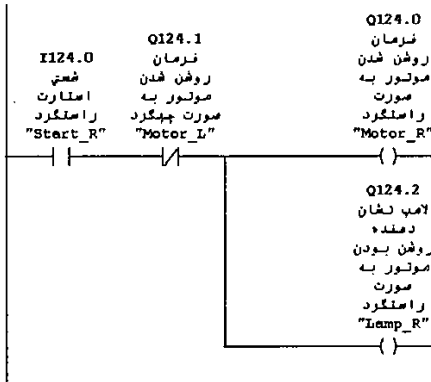 I124.0
شستي
استارت
راستگرد
"Start_R"
Q124.1
فرمان
روشن شدن
موتور به
صورت چپگرد
"Motor_L"
Q124.0
فرمان
روشن شدن
موتور به
صورت
راستگرد
"Motor_R"
Q124.2
لامپ نشان
دهنده
روشن بودن
موتور به
صورت
راستگرد
"Lamp_R"